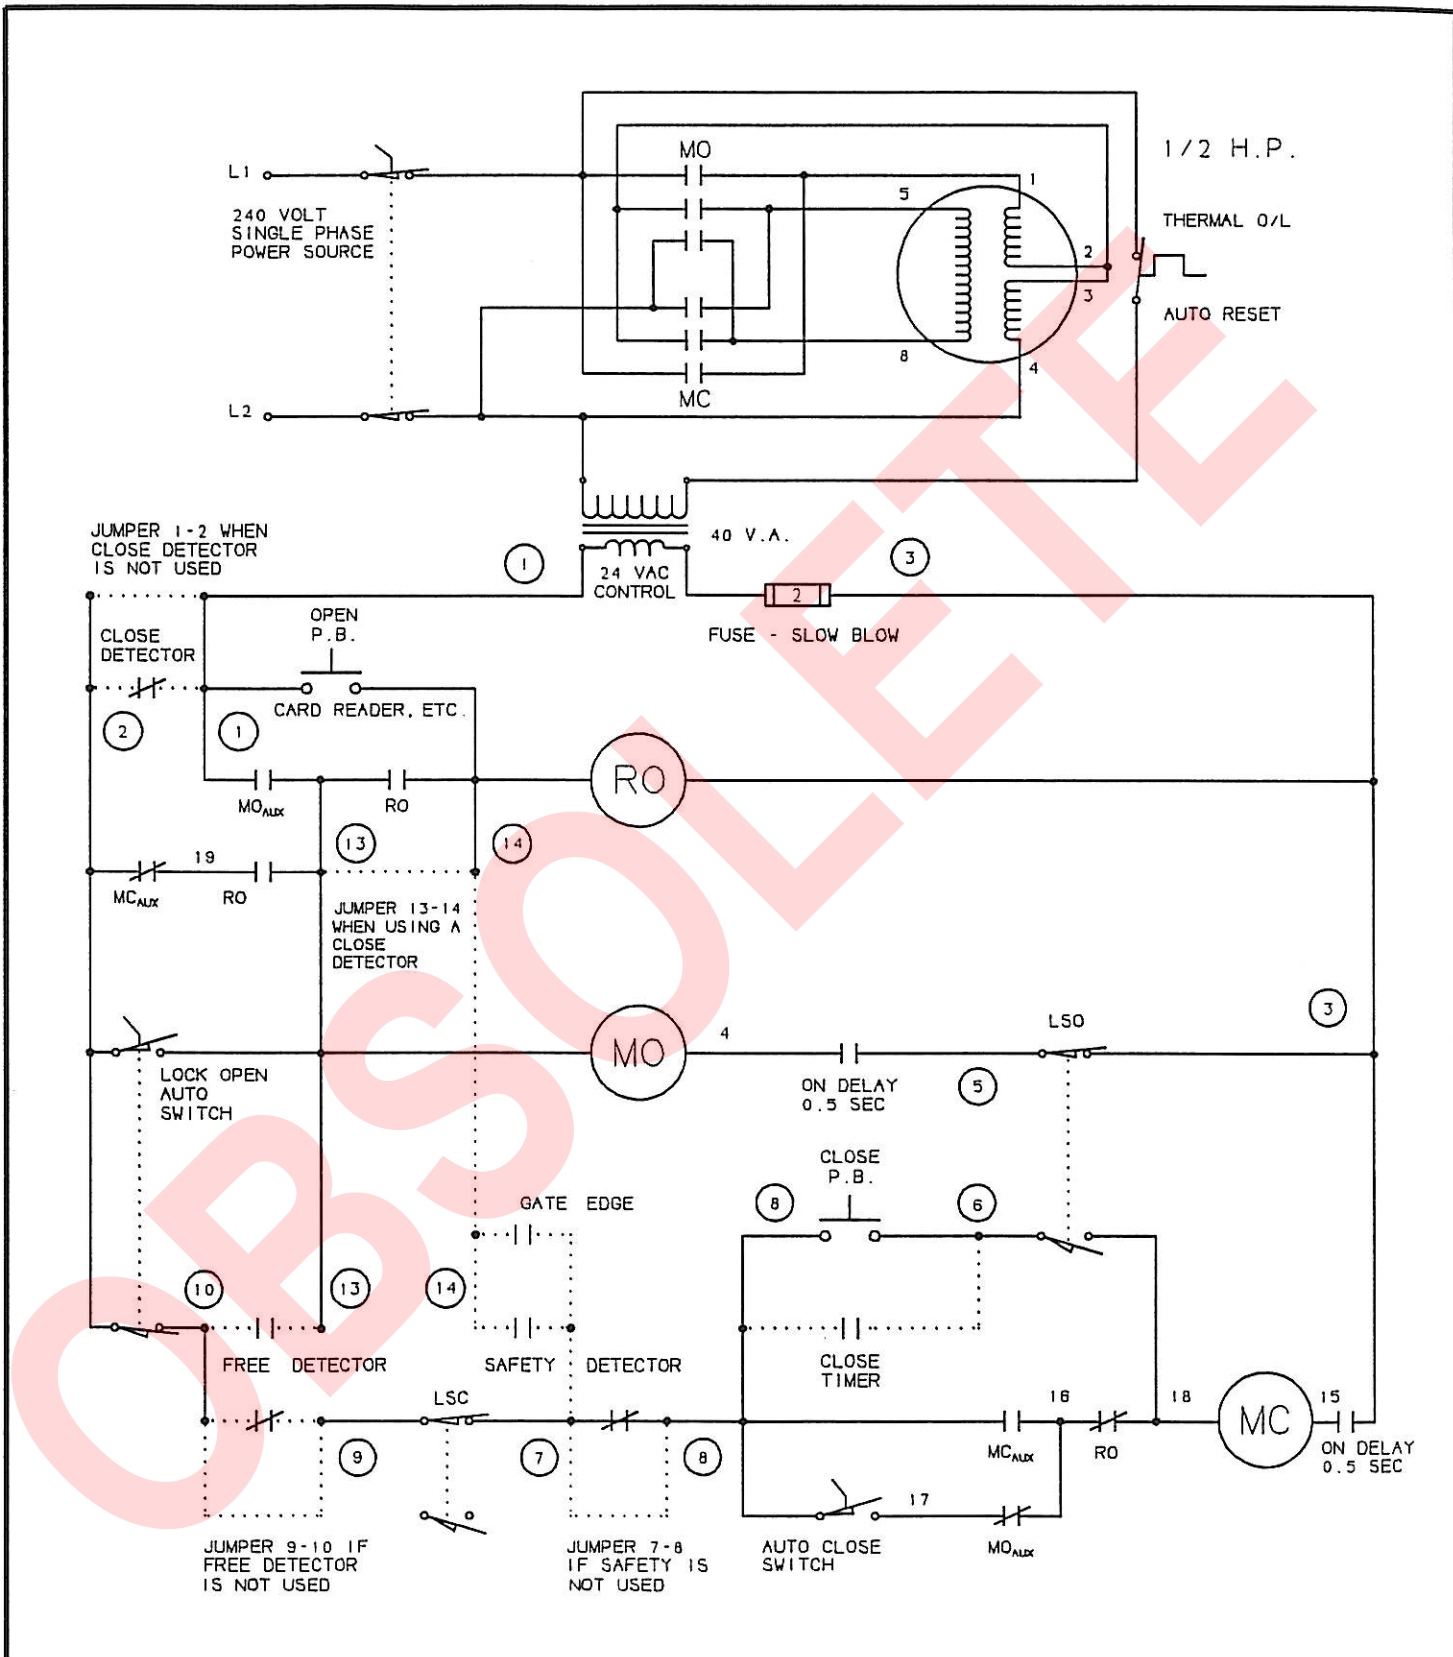 MO
1/2 H.P.
L1
1
5
240 VOLT
SINGLE PHASE
POWER SOURCE
THERMAL O/L
2
3
AUTO RESET
8
4
MC
L2
JUMPER 1-2 WHEN
CLOSE DETECTOR
IS NOT USED
40 V.A.
1
3
24 VAC
CONTROL
2
OPEN
P.B.
FUSE - SLOW BLOW
CLOSE
DETECTOR
CARD READER, ETC.
2
1
RO
MOAUX
RO
13
14
19
MCAUX
RO
JUMPER 13-14
WHEN USING A
CLOSE
DETECTOR
3
LSO
MO
4
LOCK OPEN
AUTO
SWITCH
ON DELAY
0.5 SEC
5
CLOSE
P.B.
GATE EDGE
8
6
10
13
14
FREE DETECTOR
SAFETY DETECTOR
CLOSE
TIMER
LSC
16
18
MC
15
9
7
8
MCAUX
RO
ON DELAY
0.5 SEC
17
JUMPER 9-10 IF
FREE DETECTOR
IS NOT USED
JUMPER 7-8
IF SAFETY IS
NOT USED
AUTO CLOSE
SWITCH
MOAUX
OBSOLETE